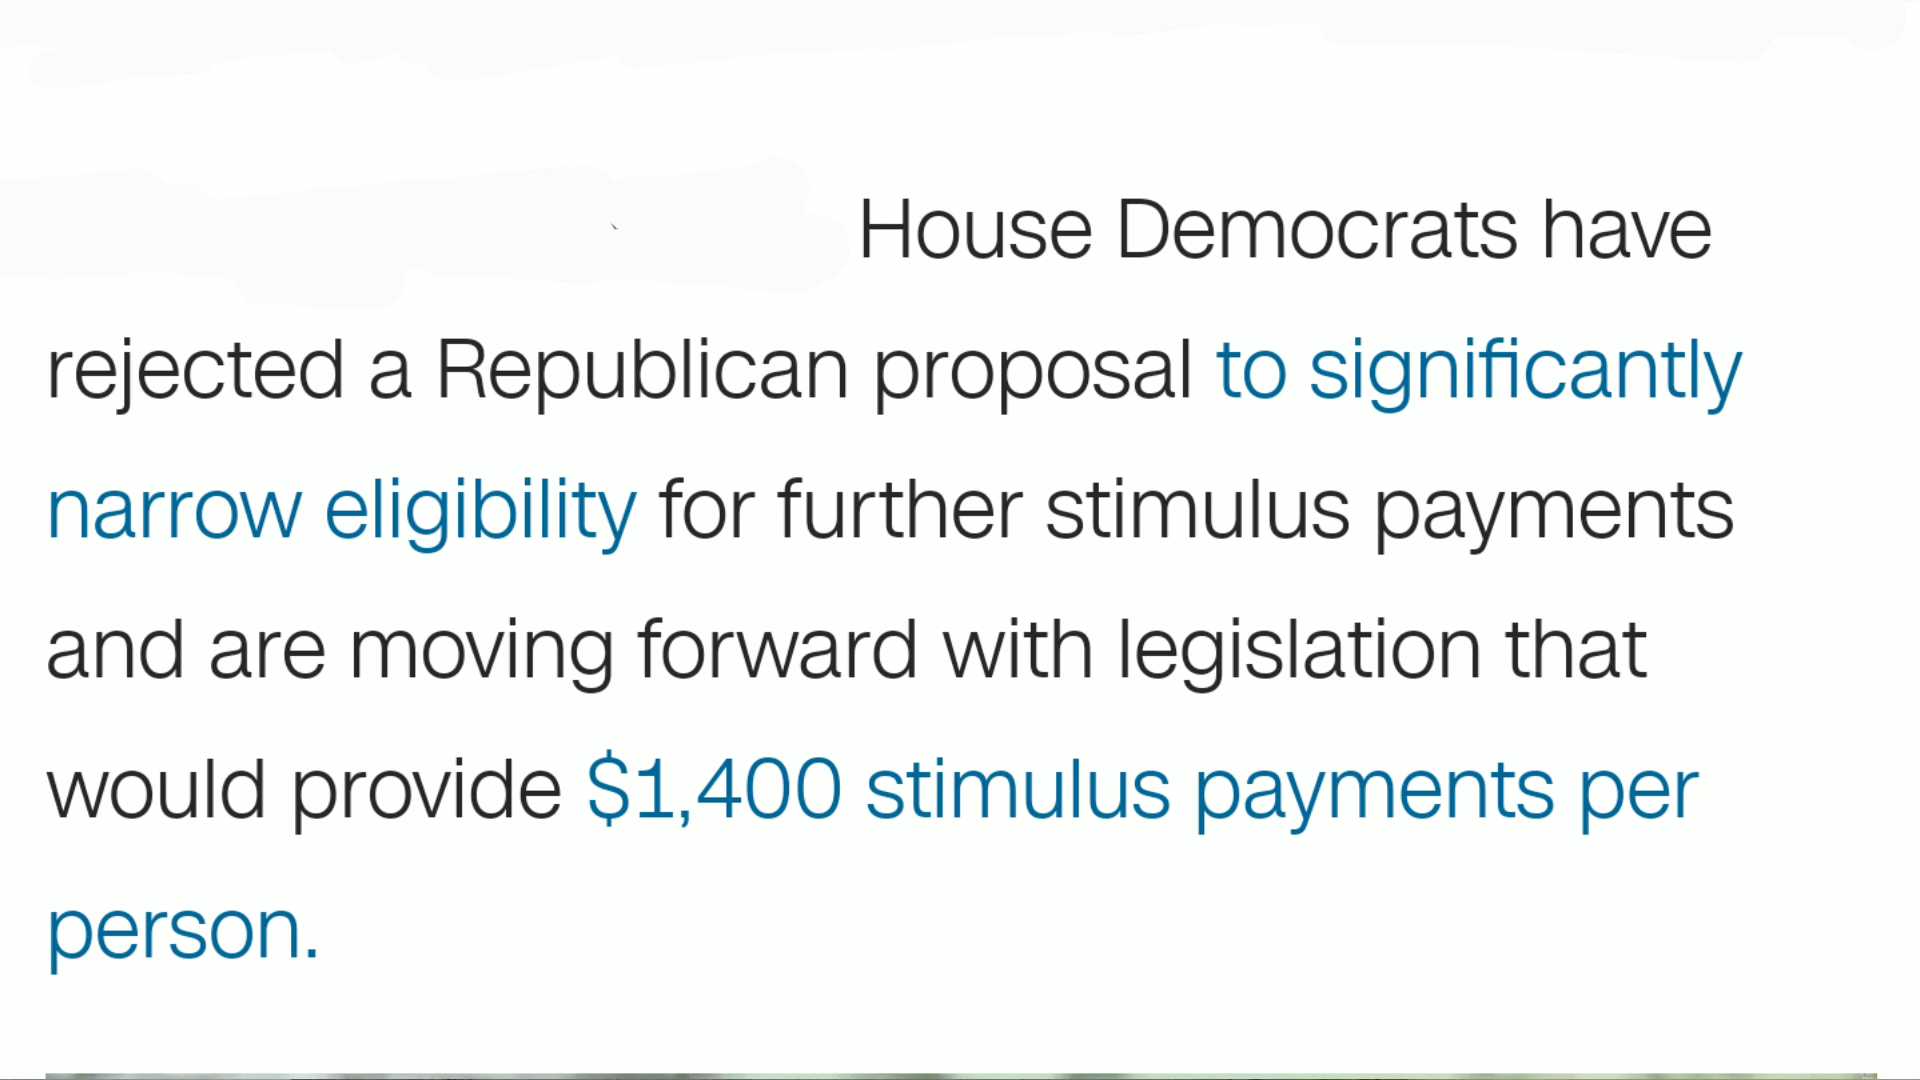 House Democrats have
rejected a Republican proposal to significantly
narrow eligibility for further stimulus payments
and are moving forward with legislation that
would provide $1,400 stimulus payments per
person.